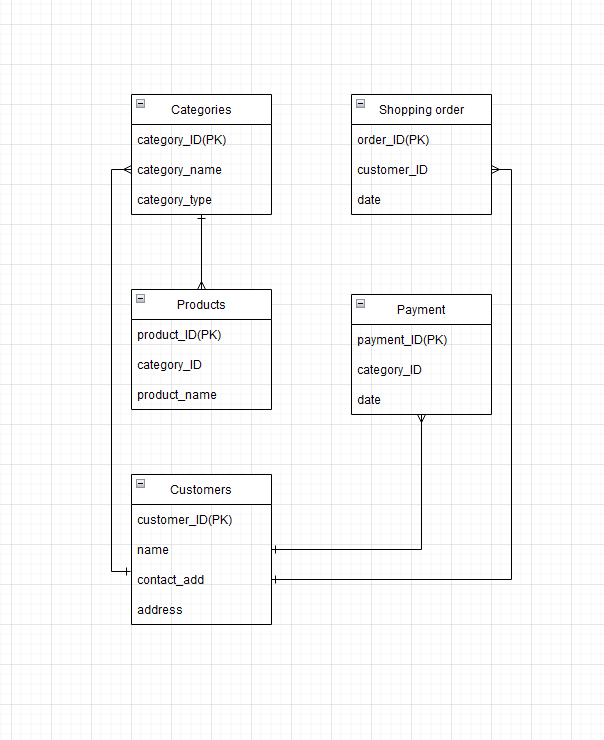 Categories
category_ID(PK)
category_name
category_type
Shopping order
order_ID(PK)
customer_ID
date
Products
product_ID(PK)
category_ID
product_name
Payment
payment_ID(PK)
category_ID
date
Customers
customer_ID(PK)
name
contact_add
address